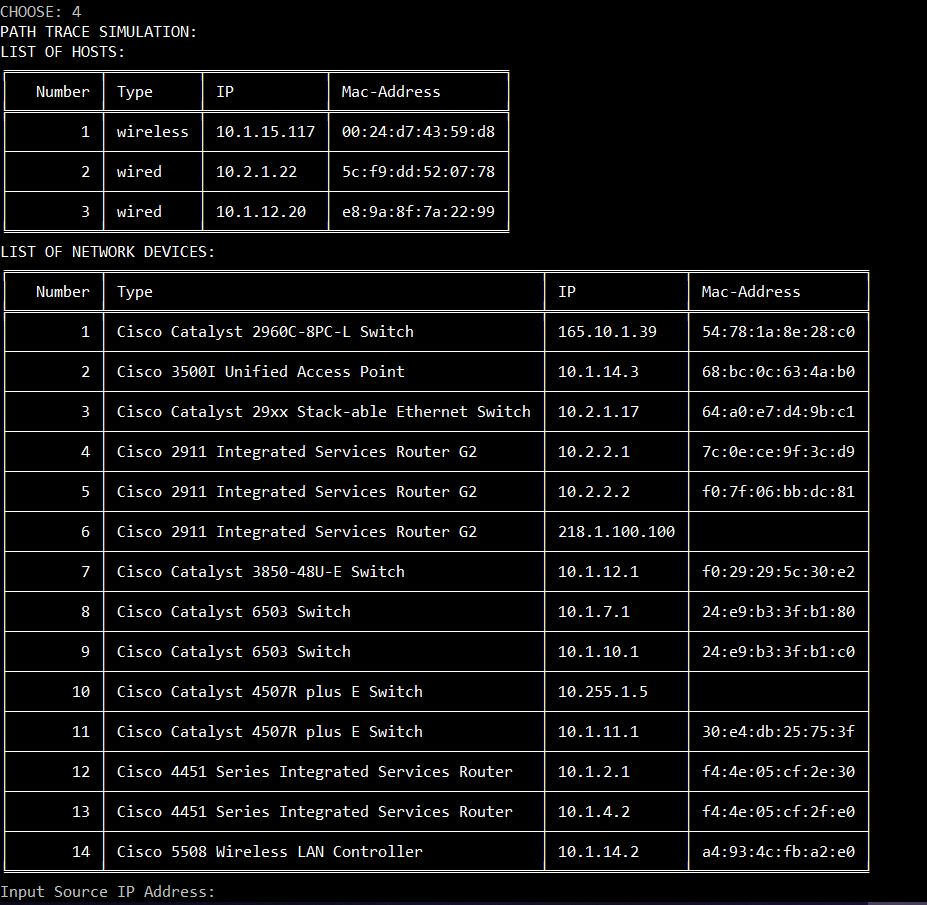 CHOOSE: 4
PATH TRACE SIMULATION:
LIST OF HOSTS:
Number Type IP Mac-Address
1 wireless 10.1.15.117 00:24:d7:43:59:d8
2 wired 10.2.1.22 5c:f9:dd:52:07:78
3 wired 10.1.12.20 e8:9a:8f:7a:22:99
LIST OF NETWORK DEVICES:
Number Type IP Mac-Address
1 Cisco Catalyst 2960C-8PC-L Switch 165.10.1.39 54:78:1a:8e:28:c0
2 Cisco 3500I Unified Access Point 10.1.14.3 68:bc:0c:63:4a:b0
3 Cisco Catalyst 29xx Stack-able Ethernet Switch 10.2.1.17 64:a0:e7:d4:9b:c1
4 Cisco 2911 Integrated Services Router G2 10.2.2.1 7c:0e:ce:9f:3c:d9
5 Cisco 2911 Integrated Services Router G2 10.2.2.2 f0:7f:06:bb:dc:81
6 Cisco 2911 Integrated Services Router G2 218.1.100.100
7 Cisco Catalyst 3850-48U-E Switch 10.1.12.1 f0:29:29:5c:30:e2
8 Cisco Catalyst 6503 Switch 10.1.7.1 24:e9:b3:3f:b1:80
9 Cisco Catalyst 6503 Switch 10.1.10.1 24:e9:b3:3f:b1:c0
10 Cisco Catalyst 4507R plus E Switch 10.255.1.5
11 Cisco Catalyst 4507R plus E Switch 10.1.11.1 30:e4:db:25:75:3f
12 Cisco 4451 Series Integrated Services Router 10.1.2.1 f4:4e:05:cf:2e:30
13 Cisco 4451 Series Integrated Services Router 10.1.4.2 f4:4e:05:cf:2f:e0
14 Cisco 5508 Wireless LAN Controller 10.1.14.2 a4:93:4c:fb:a2:e0
Input Source IP Address: